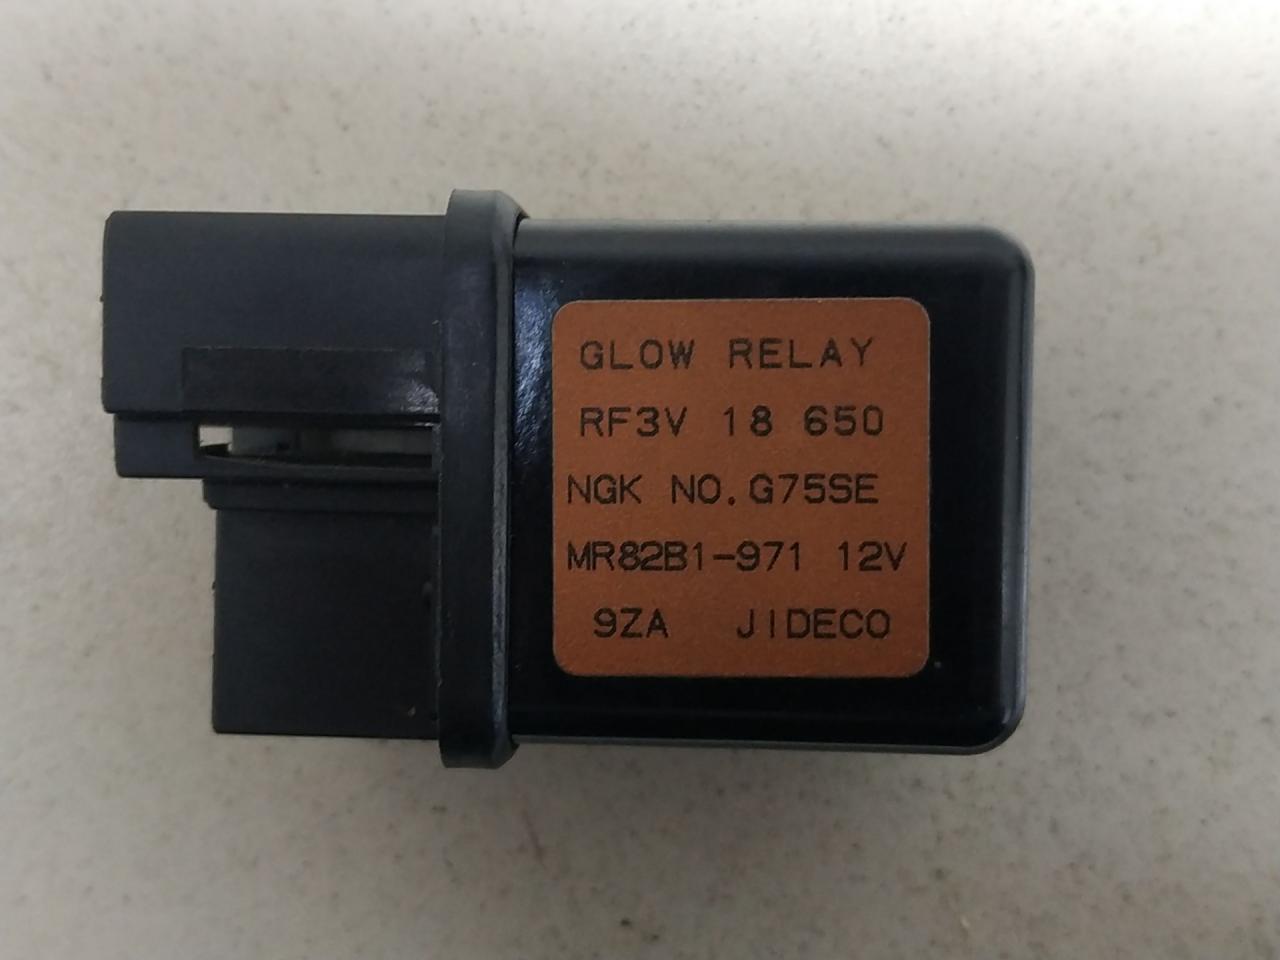 GLOW RELAY
RF3V 18 650
NGK NO.G75SE
MR82B1-971 12V
9ZA JIDECO